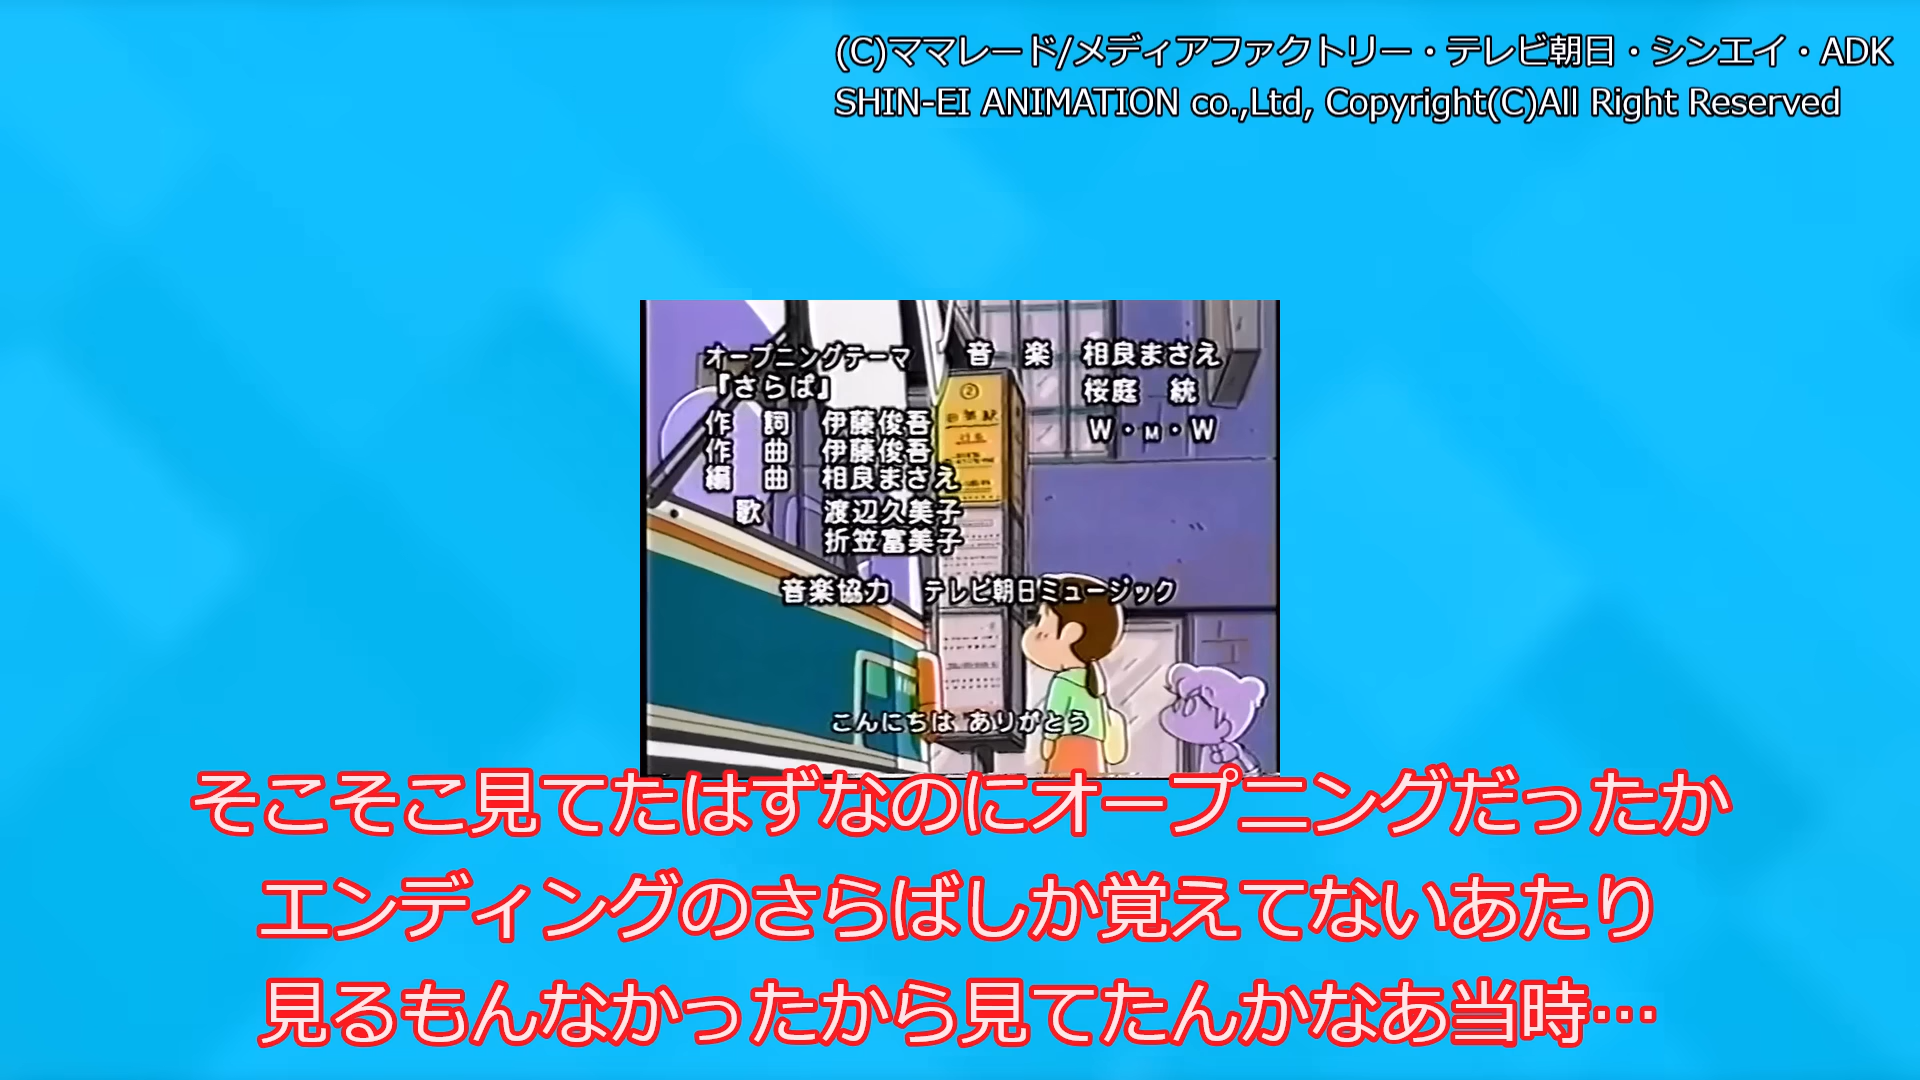 (C)ママレード/メディアファクトリー・テレビ朝日・シンエイ・ADK
SHIN-EI ANIMATION co.,Ltd, Copyright(C)All Right Reserved
オープニングテーマ
『さらば』
作　詞　伊藤俊吾
作　曲　伊藤俊吾
編　曲　相良まさえ
歌　渡辺久美子
折笠富美子
音　楽　相良まさえ
桜庭　統
W・M・W
音楽協力　テレビ朝日ミュージック
②
こんにちは ありがとう
そこそこ見てたはずなのにオープニングだったか
エンディングのさらばしか覚えてないあたり
見るもんなかったから見てたんかなあ当時…